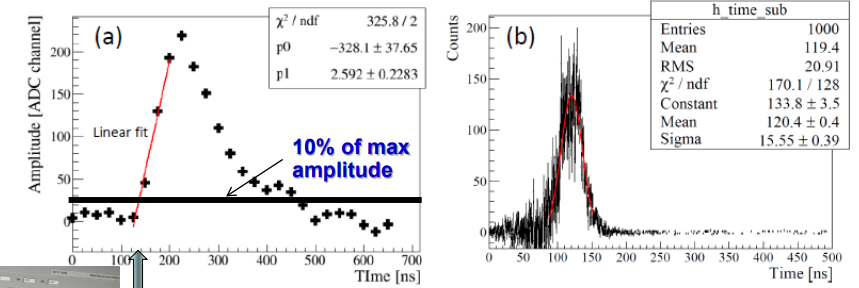 (a)
χ² / ndf 325.8 / 2
p0 −328.1 ± 37.65
p1 2.592 ± 0.2283
Amplitude [ADC channel]
200
150
100
50
0
Linear fit
10% of max
amplitude
0 100 200 300 400 500 600 700
TIme [ns]
(b)
h_time_sub
Entries 1000
Mean 119.4
RMS 20.91
χ² / ndf 170.1 / 128
Constant 133.8 ± 3.5
Mean 120.4 ± 0.4
Sigma 15.55 ± 0.39
Counts
200
150
100
50
0
0 50 100 150 200 250 300 350 400 450 500
Time [ns]